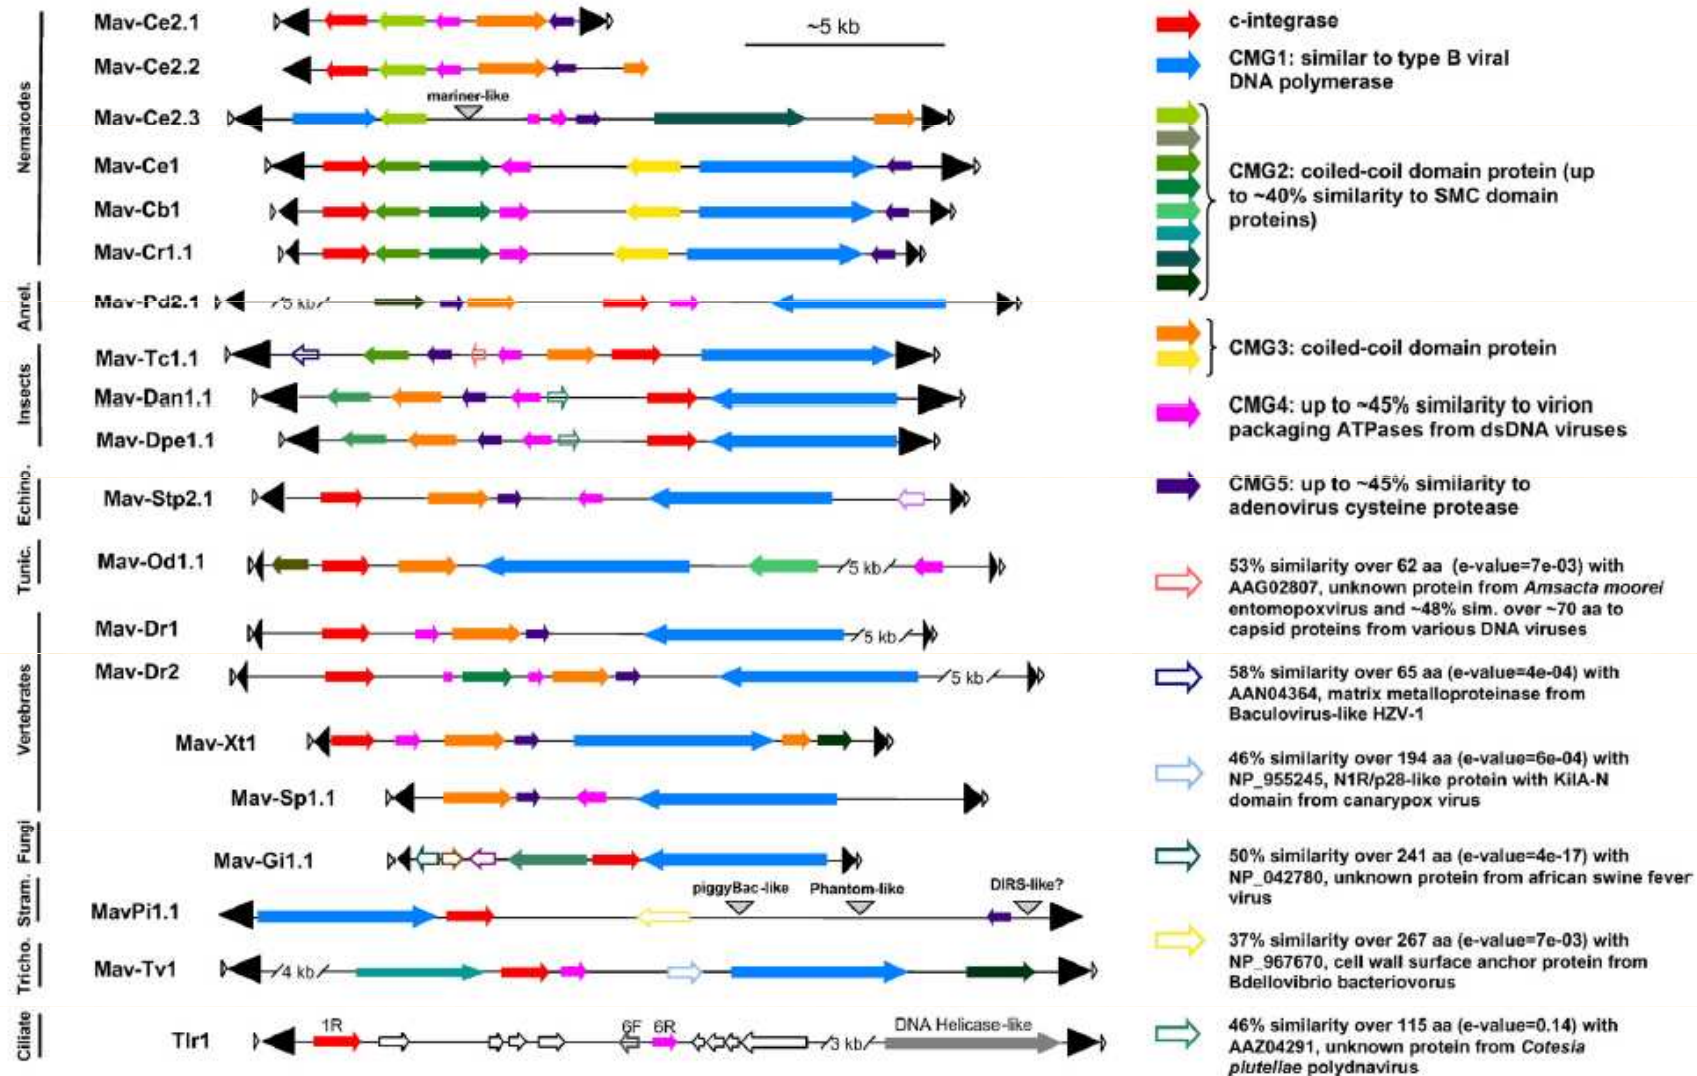 Nematodes
Mav-Ce2.1
Mav-Ce2.2
mariner-like
Mav-Ce2.3
Mav-Ce1
Mav-Cb1
Mav-Cr1.1
~5 kb
Annel.
Mav-Pd2.1
5 kb
Insects
Mav-Tc1.1
Mav-Dan1.1
Mav-Dpe1.1
Echino.
Mav-Stp2.1
Tunic.
Mav-Od1.1
5 kb
Vertebrates
Mav-Dr1
5 kb
Mav-Dr2
5 kb
Mav-Xt1
Mav-Sp1.1
Fungi
Mav-Gi1.1
Stram.
MavPi1.1
piggyBac-like
Phantom-like
DIRS-like?
Tricho.
Mav-Tv1
4 kb
Ciliate
Tlr1
1R
6F
6R
3 kb
DNA Helicase-like
c-integrase
CMG1: similar to type B viral
DNA polymerase
CMG2: coiled-coil domain protein (up
to ~40% similarity to SMC domain
proteins)
CMG3: coiled-coil domain protein
CMG4: up to ~45% similarity to virion
packaging ATPases from dsDNA viruses
CMG5: up to ~45% similarity to
adenovirus cysteine protease
53% similarity over 62 aa (e-value=7e-03) with
AAG02807, unknown protein from Amsacta moorei
entomopoxvirus and ~48% sim. over ~70 aa to
capsid proteins from various DNA viruses
58% similarity over 65 aa (e-value=4e-04) with
AAN04364, matrix metalloproteinase from
Baculovirus-like HZV-1
46% similarity over 194 aa (e-value=6e-04) with
NP_955245, N1R/p28-like protein with KilA-N
domain from canarypox virus
50% similarity over 241 aa (e-value=4e-17) with
NP_042780, unknown protein from african swine fever
virus
37% similarity over 267 aa (e-value=7e-03) with
NP_967670, cell wall surface anchor protein from
Bdellovibrio bacteriovorus
46% similarity over 115 aa (e-value=0.14) with
AAZ04291, unknown protein from Cotesia
plutellae polydnavirus